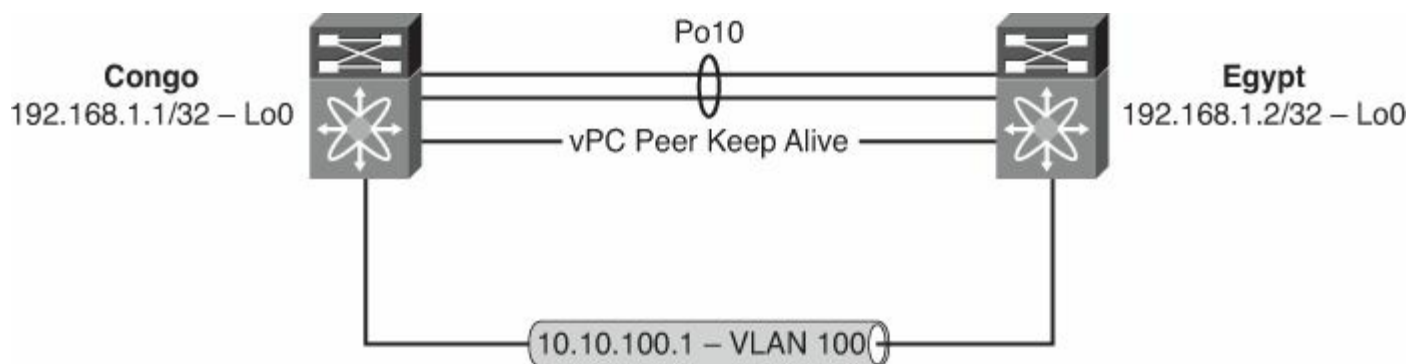 Po10
Congo
192.168.1.1/32 – Lo0
Egypt
192.168.1.2/32 – Lo0
vPC Peer Keep Alive
10.10.100.1 – VLAN 100